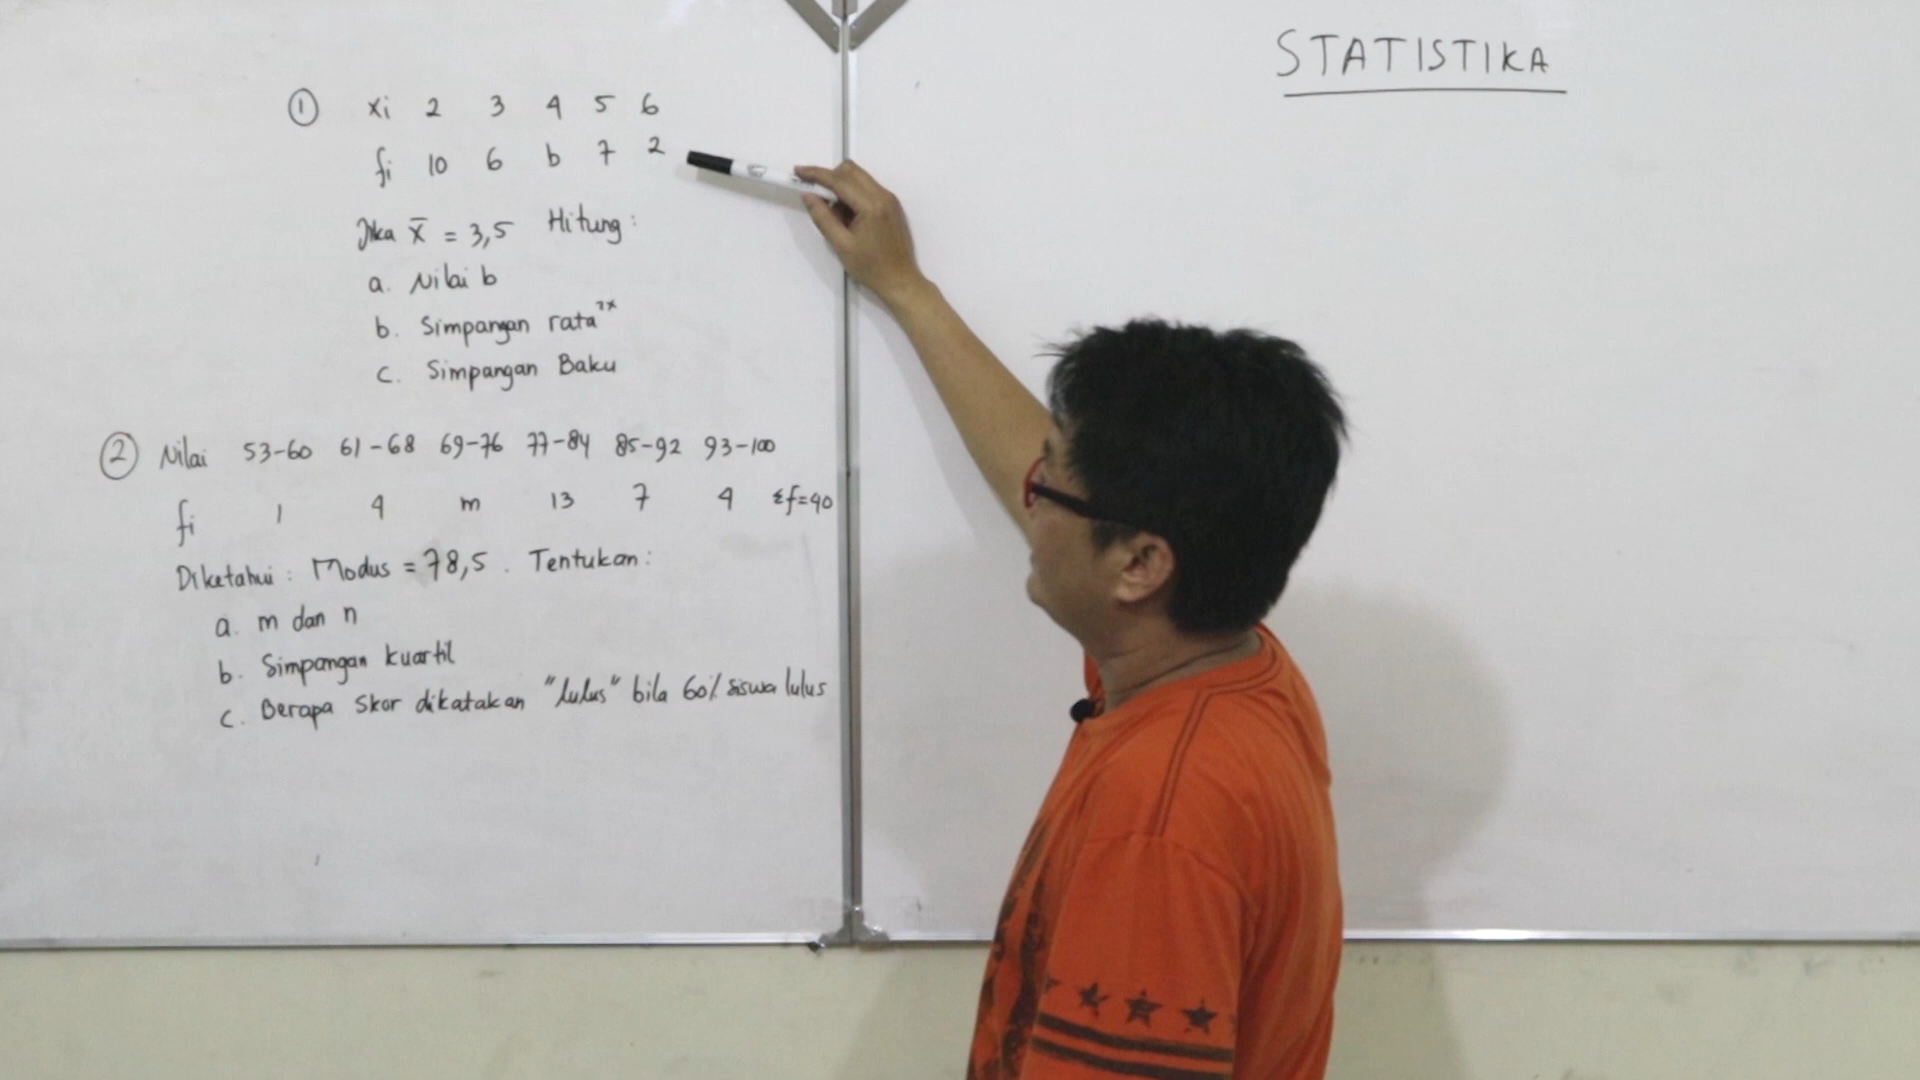 STATISTIKA
① xi 2 3 4 5 6
fi 10 6 b 7 2
Jika x̄ = 3,5 Hitung :
a. Nilai b
b. Simpangan rata²ˣ
c. Simpangan Baku
② Nilai 53-60 61-68 69-76 77-84 85-92 93-100
fi 1 4 m 13 7 4 Σf=40
Diketahui : Modus = 78,5 . Tentukan :
a. m dan n
b. Simpangan kuartil
c. Berapa skor dikatakan "lulus" bila 60% siswa lulus